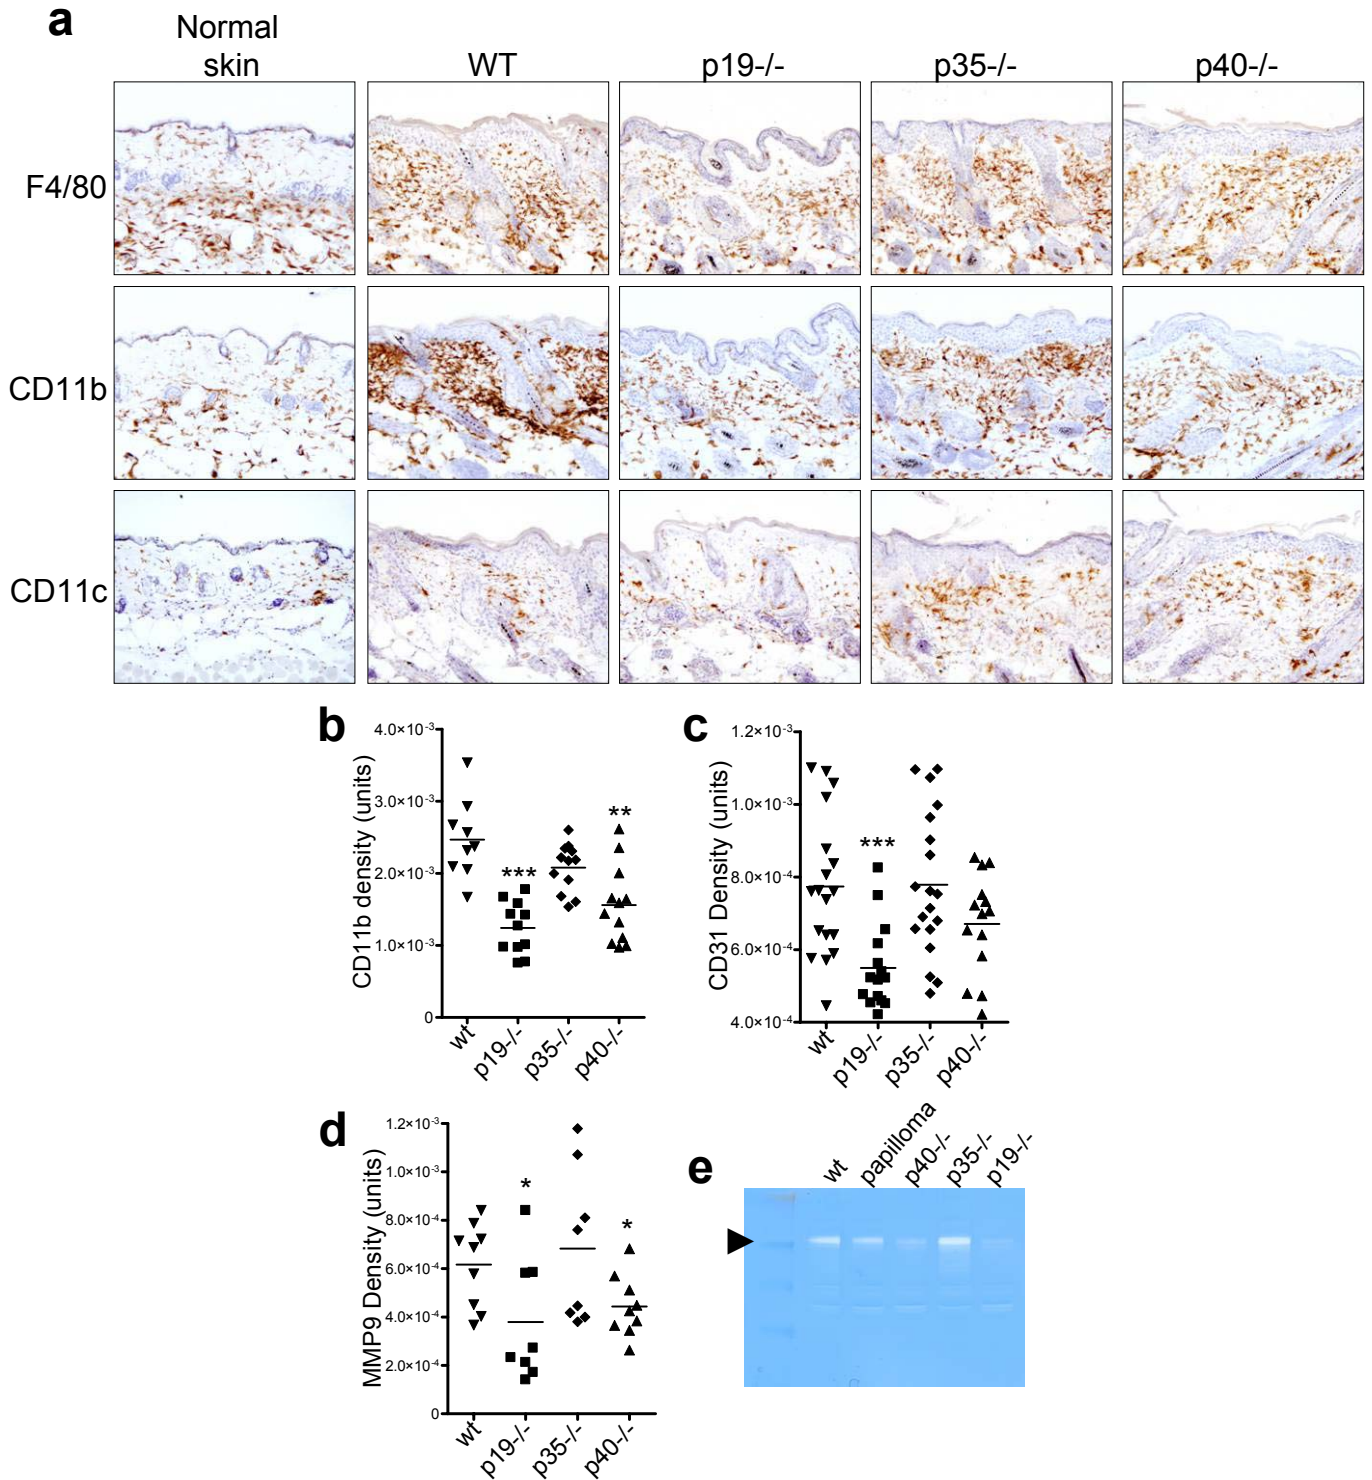 a
Normal
skin
WT
p19-/-
p35-/-
p40-/-
F4/80
CD11b
CD11c
b
CD11b density (units)
4.0×10-3
3.0×10-3
2.0×10-3
1.0×10-3
0
***
**
wt
p19-/-
p35-/-
p40-/-
c
CD31 Density (units)
1.2×10-3
1.0×10-3
8.0×10-4
6.0×10-4
4.0×10-4
***
wt
p19-/-
p35-/-
p40-/-
d
MMP9 Density (units)
1.2×10-3
1.0×10-3
8.0×10-4
6.0×10-4
4.0×10-4
2.0×10-4
0
*
*
wt
p19-/-
p35-/-
p40-/-
e
wt
papilloma
p40-/-
p35-/-
p19-/-